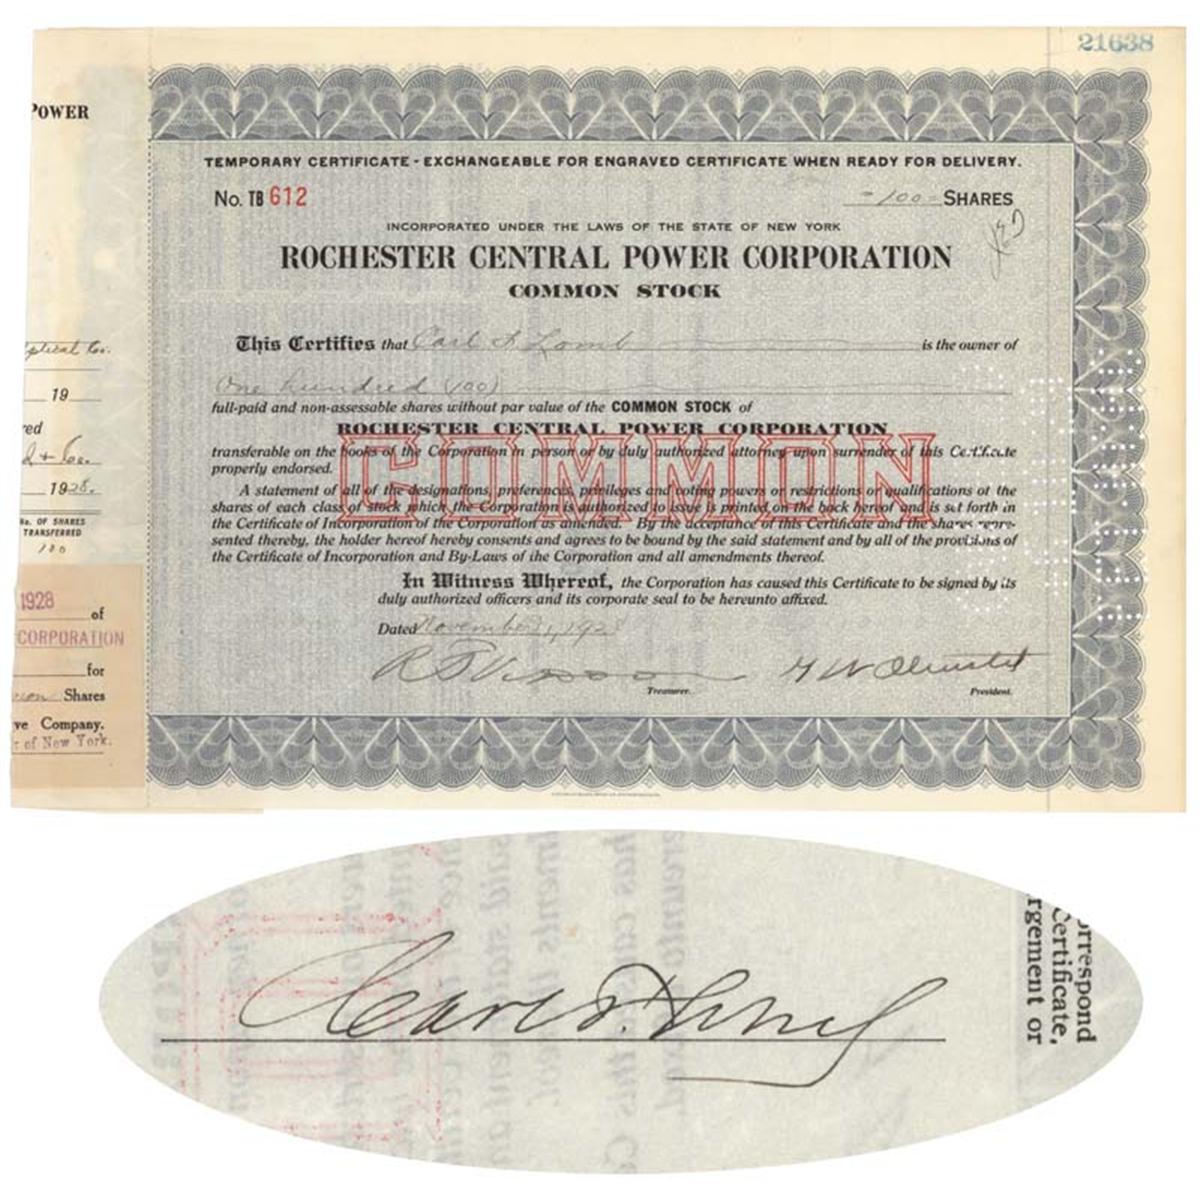 21638
POWER
TEMPORARY CERTIFICATE - EXCHANGEABLE FOR ENGRAVED CERTIFICATE WHEN READY FOR DELIVERY.
No. TB 612
-100- SHARES
INCORPORATED UNDER THE LAWS OF THE STATE OF NEW YORK
ROCHESTER CENTRAL POWER CORPORATION
COMMON STOCK
This Certifies that Carl F Lomb is the owner of
One hundred (100)
full-paid and non-assessable shares without par value of the COMMON STOCK of
ROCHESTER CENTRAL POWER CORPORATION
COMMON
transferable on the books of the Corporation in person or by duly authorized attorney upon surrender of this Certificate
properly endorsed.
A statement of all of the designations, preferences, privileges and voting powers or restrictions or qualifications of the
shares of each class of stock which the Corporation is authorized to issue is printed on the back hereof and is set forth in
the Certificate of Incorporation of the Corporation as amended. By the acceptance of this Certificate and the shares repre-
sented thereby, the holder hereof hereby consents and agrees to be bound by the said statement and by all of the provisions of
the Certificate of Incorporation and By-Laws of the Corporation and all amendments thereof.
In Witness Whereof, the Corporation has caused this Certificate to be signed by its
duly authorized officers and its corporate seal to be hereunto affixed.
Dated November 1, 1928
Treasurer.
President.
ptical Co.
19
red
& Co.
1928.
No. OF SHARES
TRANSFERRED
100
1928
of
CORPORATION
for
Shares
ve Company.
of New York.
Carl F. Lomb
orrespond
Certificate,
rgement or